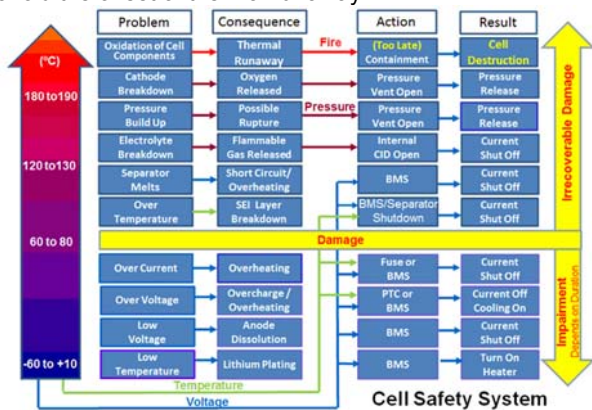 Problem Consequence Action Result
(°C)
Oxidation of Cell Components Thermal Runaway Fire (Too Late) Containment Cell Destruction
180 to190
Cathode Breakdown Oxygen Released Pressure Vent Open Pressure Release
Pressure Build Up Possible Rupture Pressure Pressure Vent Open Pressure Release
120 to130
Electrolyte Breakdown Flammable Gas Released Internal CID Open Current Shut Off
Separator Melts Short Circuit/ Overheating BMS Current Shut Off
Over Temperature SEI Layer Breakdown BMS/Separator Shutdown Current Shut Off
Irrecoverable Damage
60 to 80
Damage
Over Current Overheating Fuse or BMS Current Shut Off
Over Voltage Overcharge / Overheating PTC or BMS Current Off Cooling On
Low Voltage Anode Dissolution BMS Current Shut Off
Low Temperature Lithium Plating BMS Turn On Heater
Impairment
Depends on Duration
-60 to +10
Temperature
Voltage
Cell Safety System